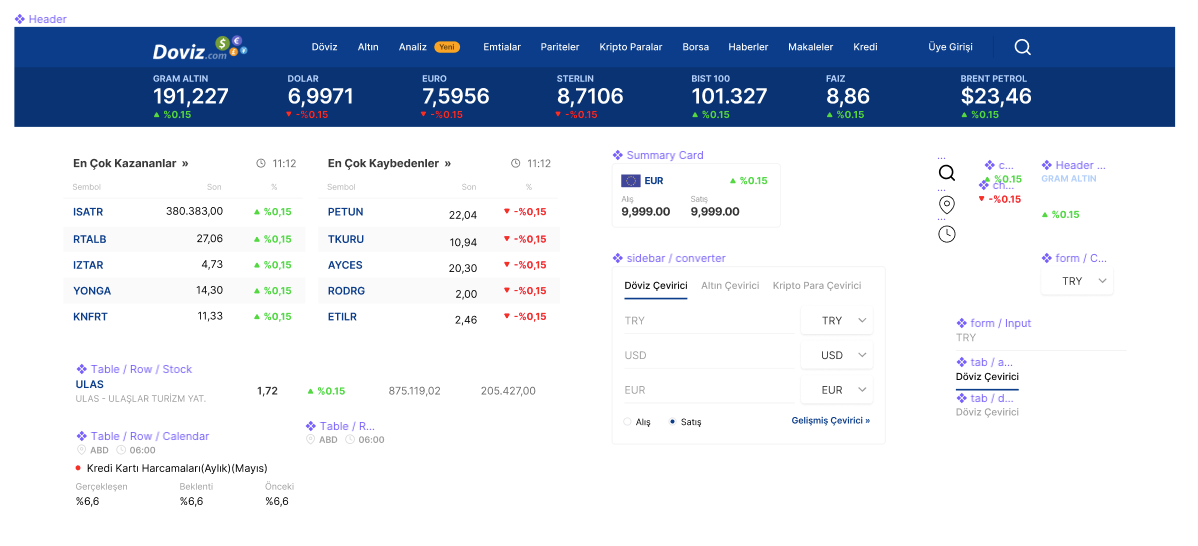 Header
Doviz.com
Döviz Altın Analiz Yeni Emtialar Pariteler Kripto Paralar Borsa Haberler Makaleler Kredi Üye Girişi
GRAM ALTIN DOLAR EURO STERLIN BIST 100 FAIZ BRENT PETROL
191,227 6,9971 7,5956 8,7106 101.327 8,86 $23,46
%0.15 -%0.15 -%0.15 -%0.15 %0.15 %0.15 %0.15
En Çok Kazananlar » 11:12
Sembol Son %
ISATR 380.383,00 %0,15
RTALB 27,06 %0,15
IZTAR 4,73 %0,15
YONGA 14,30 %0,15
KNFRT 11,33 %0,15
En Çok Kaybedenler » 11:12
Sembol Son %
PETUN 22,04 -%0,15
TKURU 10,94 -%0,15
AYCES 20,30 -%0,15
RODRG 2,00 -%0,15
ETILR 2,46 -%0,15
Table / Row / Stock
ULAS 1,72 %0.15 875.119,02 205.427,00
ULAS - ULAŞLAR TURİZM YAT.
Table / Row / Calendar
ABD 06:00
Kredi Kartı Harcamaları(Aylık)(Mayıs)
Gerçekleşen Beklenti Önceki
%6,6 %6,6 %6,6
Table / R...
ABD 06:00
Summary Card
EUR %0.15
Alış Satış
9,999.00 9,999.00
sidebar / converter
Döviz Çevirici Altın Çevirici Kripto Para Çevirici
TRY TRY
USD USD
EUR EUR
Alış Satış Gelişmiş Çevirici »
...
...
...
c...
%0.15
ch...
-%0.15
Header ...
GRAM ALTIN
%0.15
form / C...
TRY
form / Input
TRY
tab / a...
Döviz Çevirici
tab / d...
Döviz Çevirici